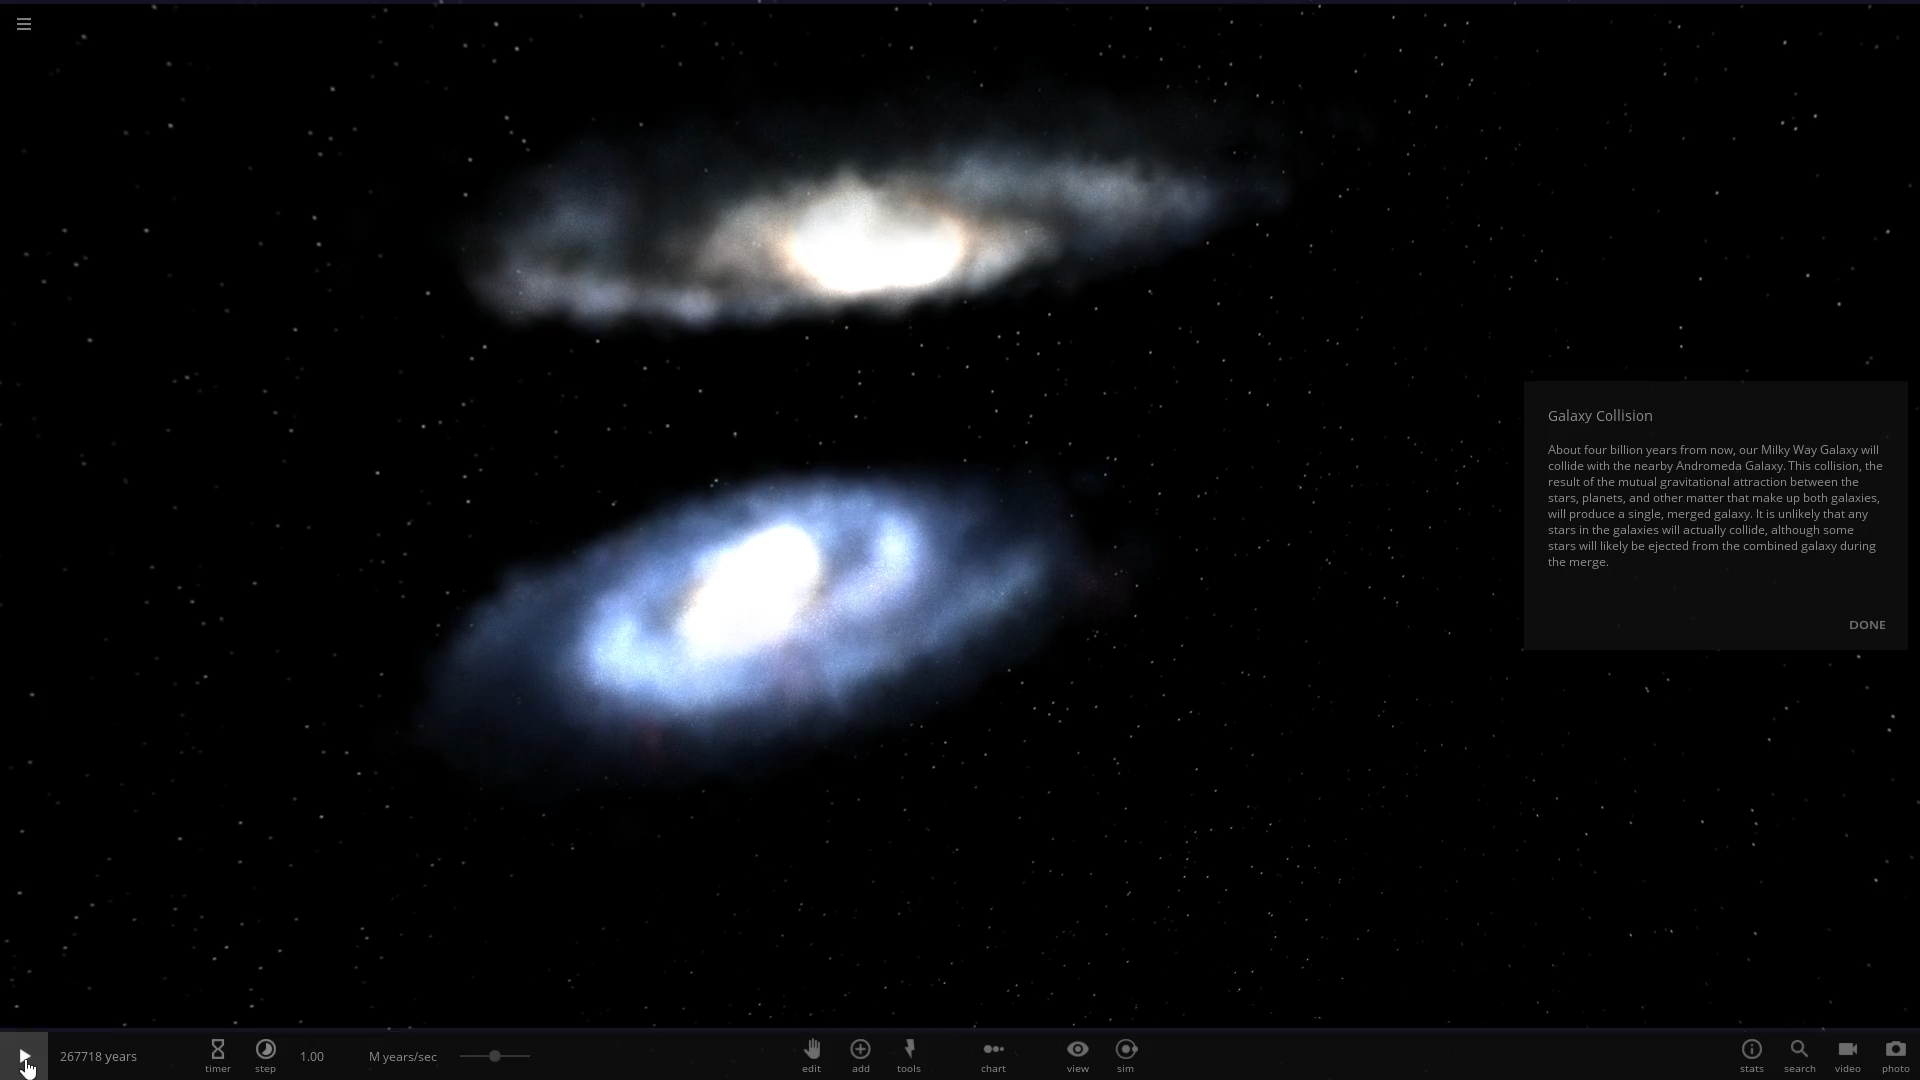 Galaxy Collision
About four billion years from now, our Milky Way Galaxy will
collide with the nearby Andromeda Galaxy. This collision, the
result of the mutual gravitational attraction between the
stars, planets, and other matter that make up both galaxies,
will produce a single, merged galaxy. It is unlikely that any
stars in the galaxies will actually collide, although some
stars will likely be ejected from the combined galaxy during
the merge.
DONE
267718 years
timer
step
1.00
M years/sec
edit
add
tools
chart
view
sim
stats
search
video
photo